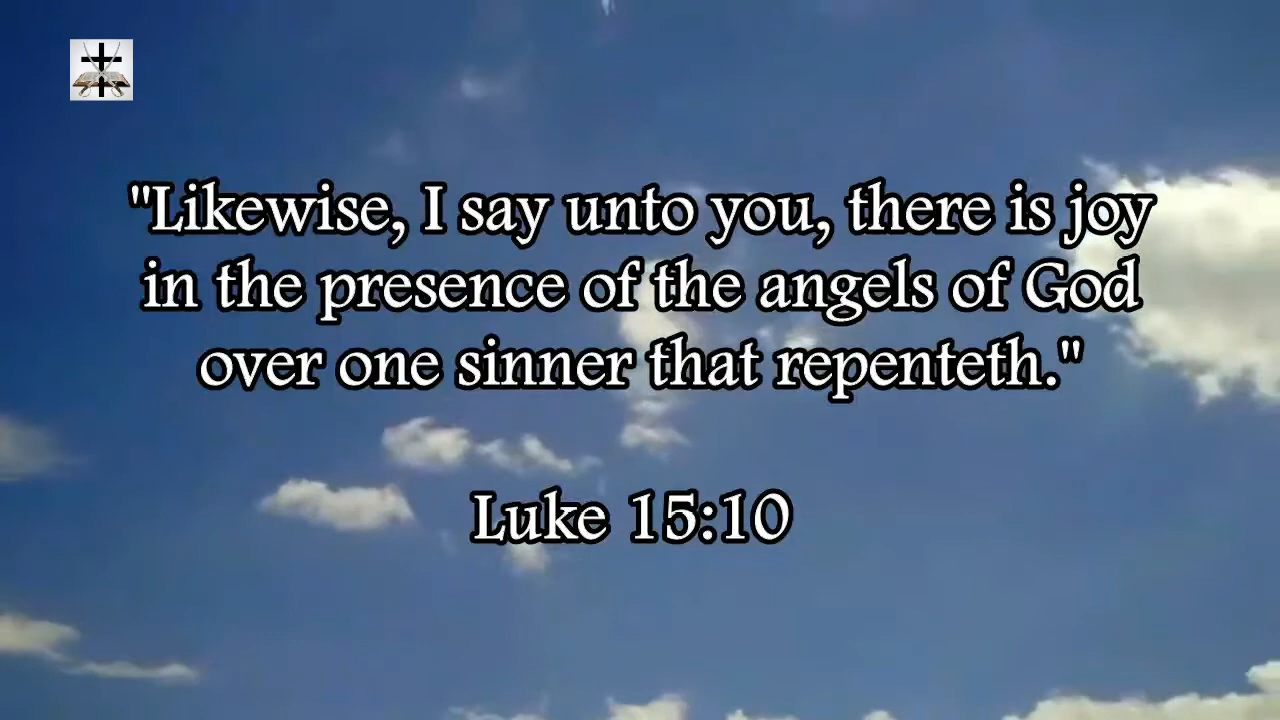 "Likewise, I say unto you, there is joy
in the presence of the angels of God
over one sinner that repenteth."
Luke 15:10